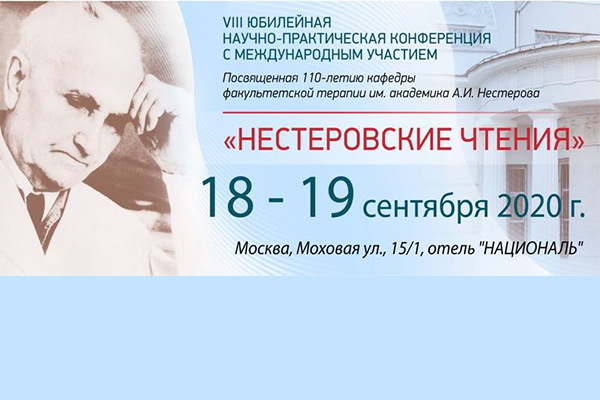 VIII ЮБИЛЕЙНАЯ
НАУЧНО-ПРАКТИЧЕСКАЯ КОНФЕРЕНЦИЯ
С МЕЖДУНАРОДНЫМ УЧАСТИЕМ
Посвященная 110-летию кафедры
факультетской терапии им. академика А.И. Нестерова
«НЕСТЕРОВСКИЕ ЧТЕНИЯ»
18 - 19 сентября 2020 г.
Москва, Моховая ул., 15/1, отель "НАЦИОНАЛЬ"